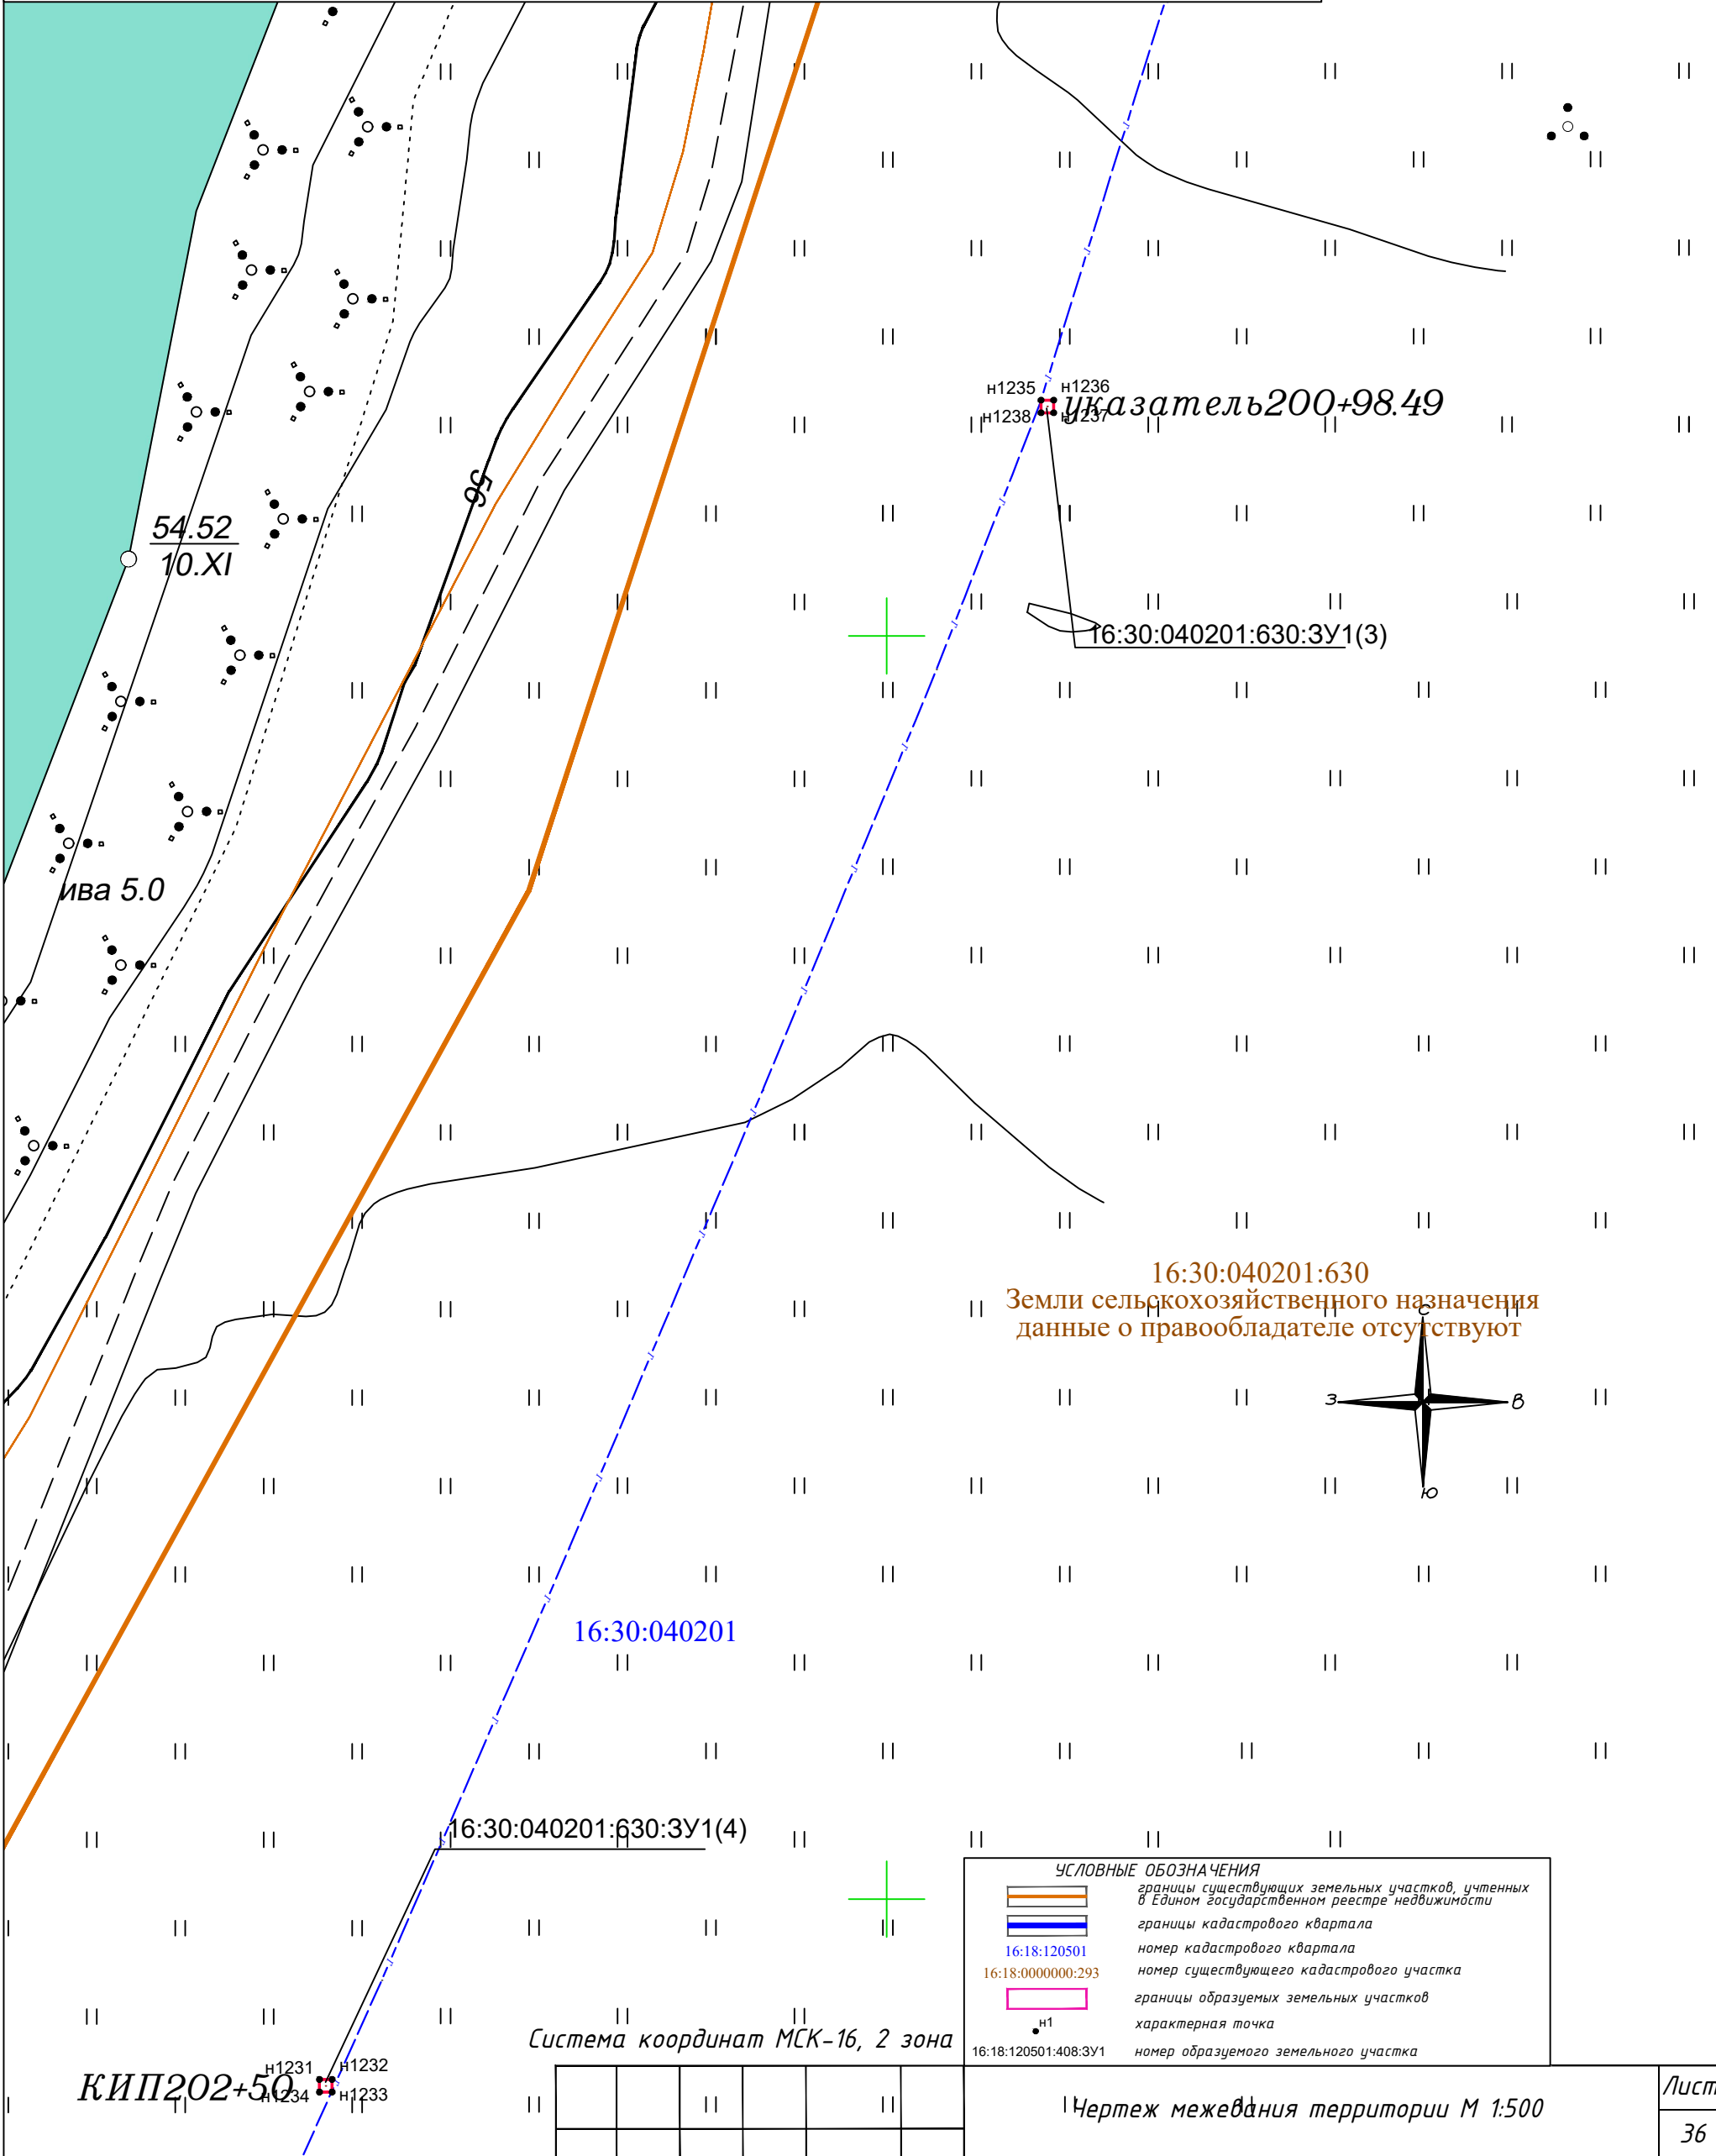 н1235 н1236
указатель200+98.49
н1238 н1237
56
54.52
10.XI
16:30:040201:630:ЗУ1(3)
ива 5.0
16:30:040201:630
Земли сельскохозяйственного назначения
данные о правообладателе отсутствуют
С
З
В
Ю
16:30:040201
16:30:040201:630:ЗУ1(4)
УСЛОВНЫЕ ОБОЗНАЧЕНИЯ
границы существующих земельных участков, учтенных
в Едином государственном реестре недвижимости
границы кадастрового квартала
16:18:120501 номер кадастрового квартала
16:18:0000000:293 номер существующего кадастрового участка
границы образуемых земельных участков
н1 характерная точка
16:18:120501:408:ЗУ1 номер образуемого земельного участка
Система координат МСК-16, 2 зона
н1231 н1232
КИП202+50
н1234 н1233
Чертеж межевания территории М 1:500
Лист
36